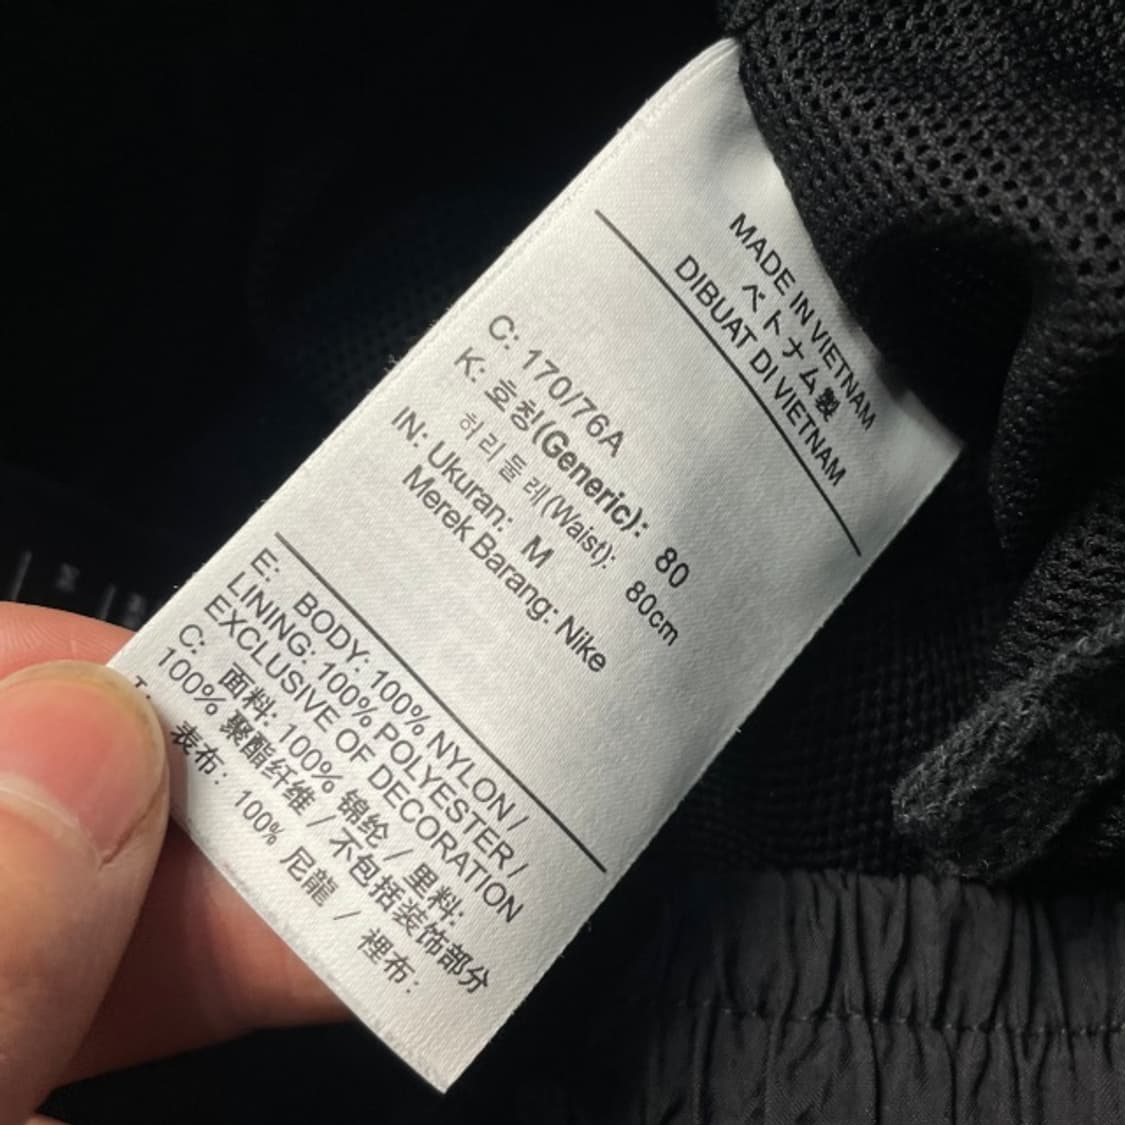 MADE IN VIETNAM
ベトナム製
DIBUAT DI VIETNAM
C: 170/76A
K: 호칭(Generic): 80
허리둘레(Waist): 80cm
IN: Ukuran: M
Merek Barang: Nike
E: BODY: 100% NYLON /
LINING: 100% POLYESTER /
EXCLUSIVE OF DECORATION
C: 面料: 100% 锦纶 / 里料:
100% 聚酯纤维 / 不包括装饰部分
表布: 100% 尼龍 / 裡布: